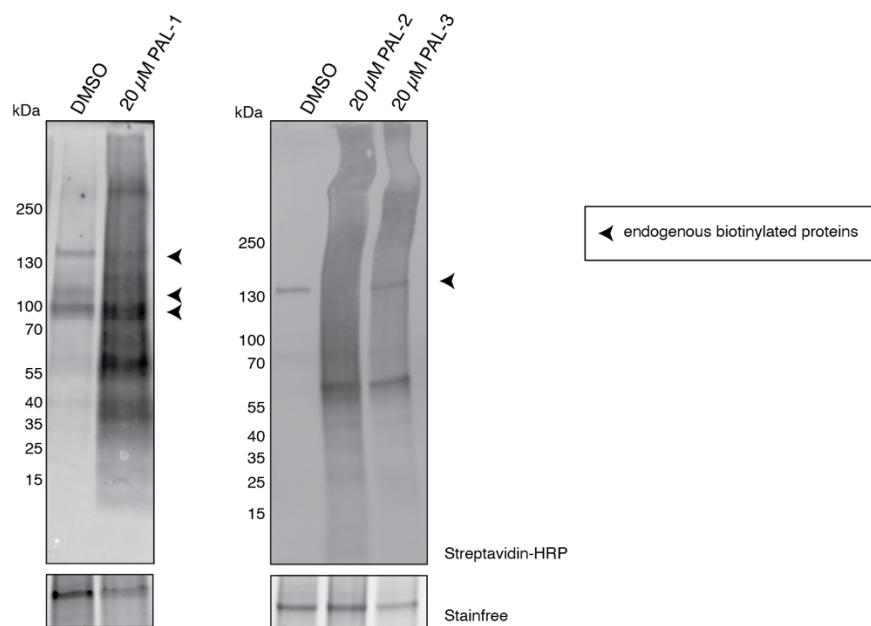 DMSO
20 µM PAL-1
kDa
250
130
100
70
55
40
35
25
15
DMSO
20 µM PAL-2
20 µM PAL-3
kDa
250
130
100
70
55
40
35
25
15
Streptavidin-HRP
Stainfree
endogenous biotinylated proteins